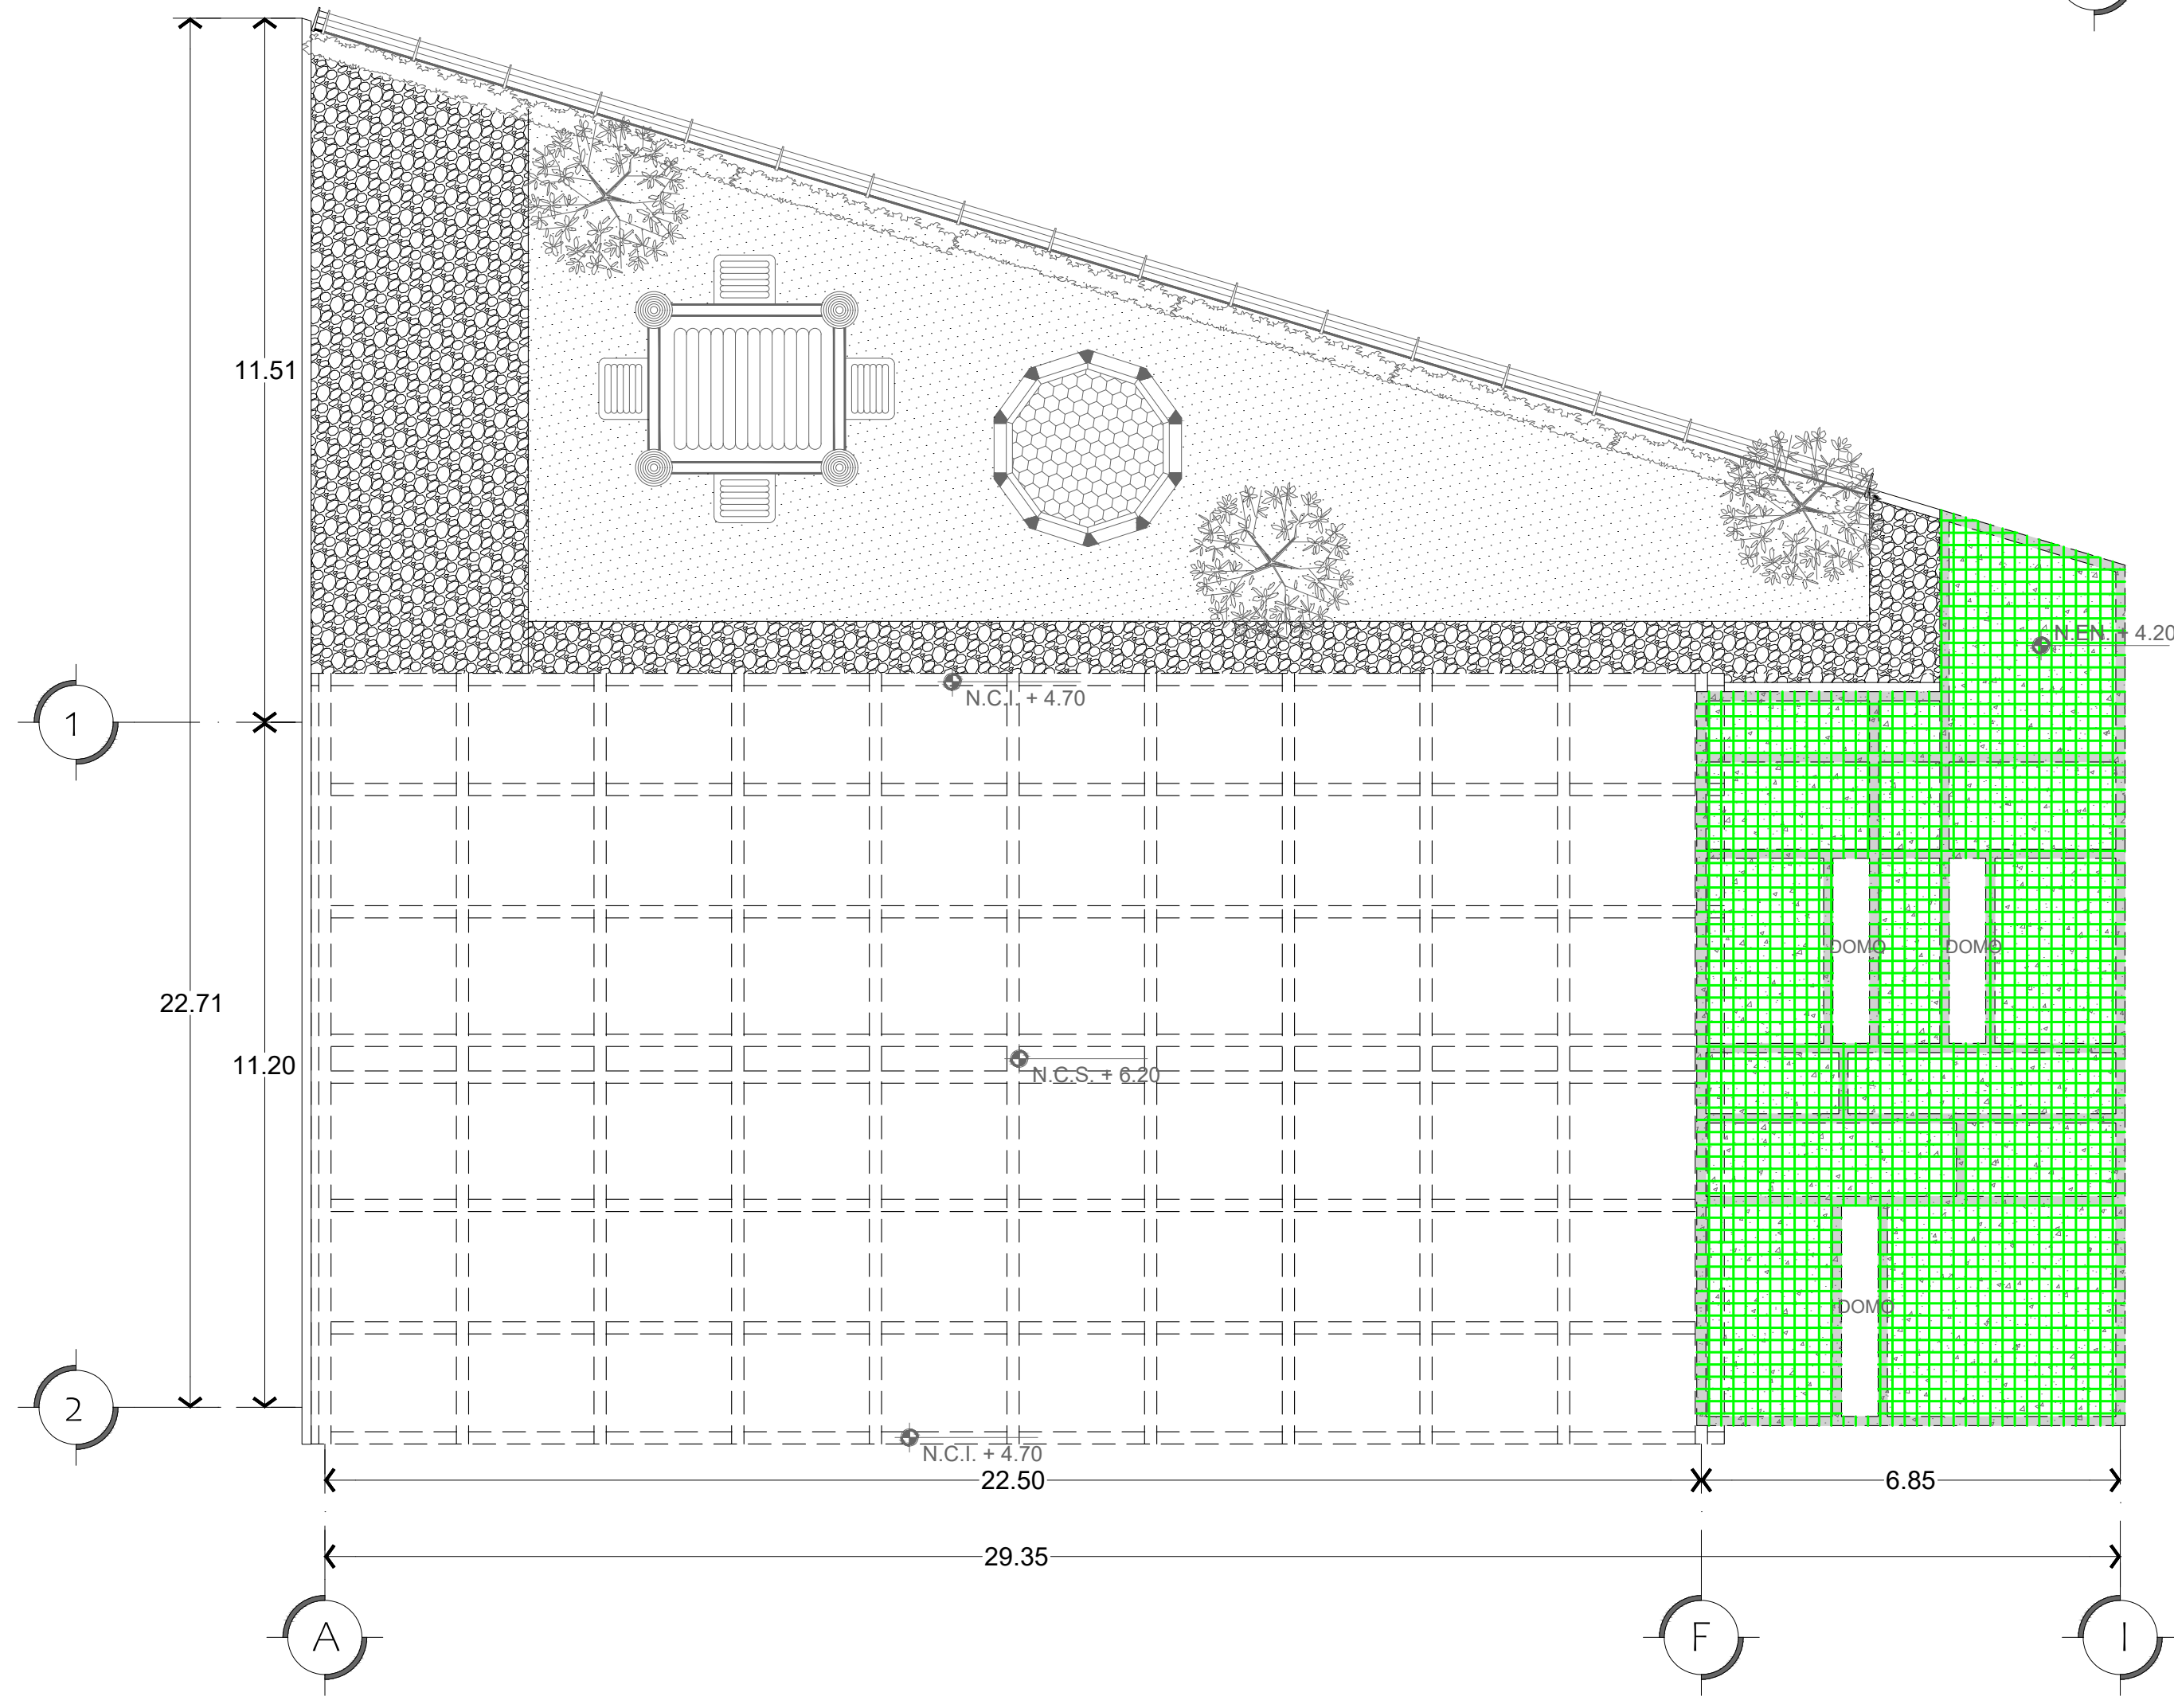 11.51
N.EN. + 4.20
N.C.I. + 4.70
1
DOMO
DOMO
22.71
11.20
N.C.S. + 6.20
DOMO
2
N.C.I. + 4.70
22.50
6.85
29.35
A
F
I